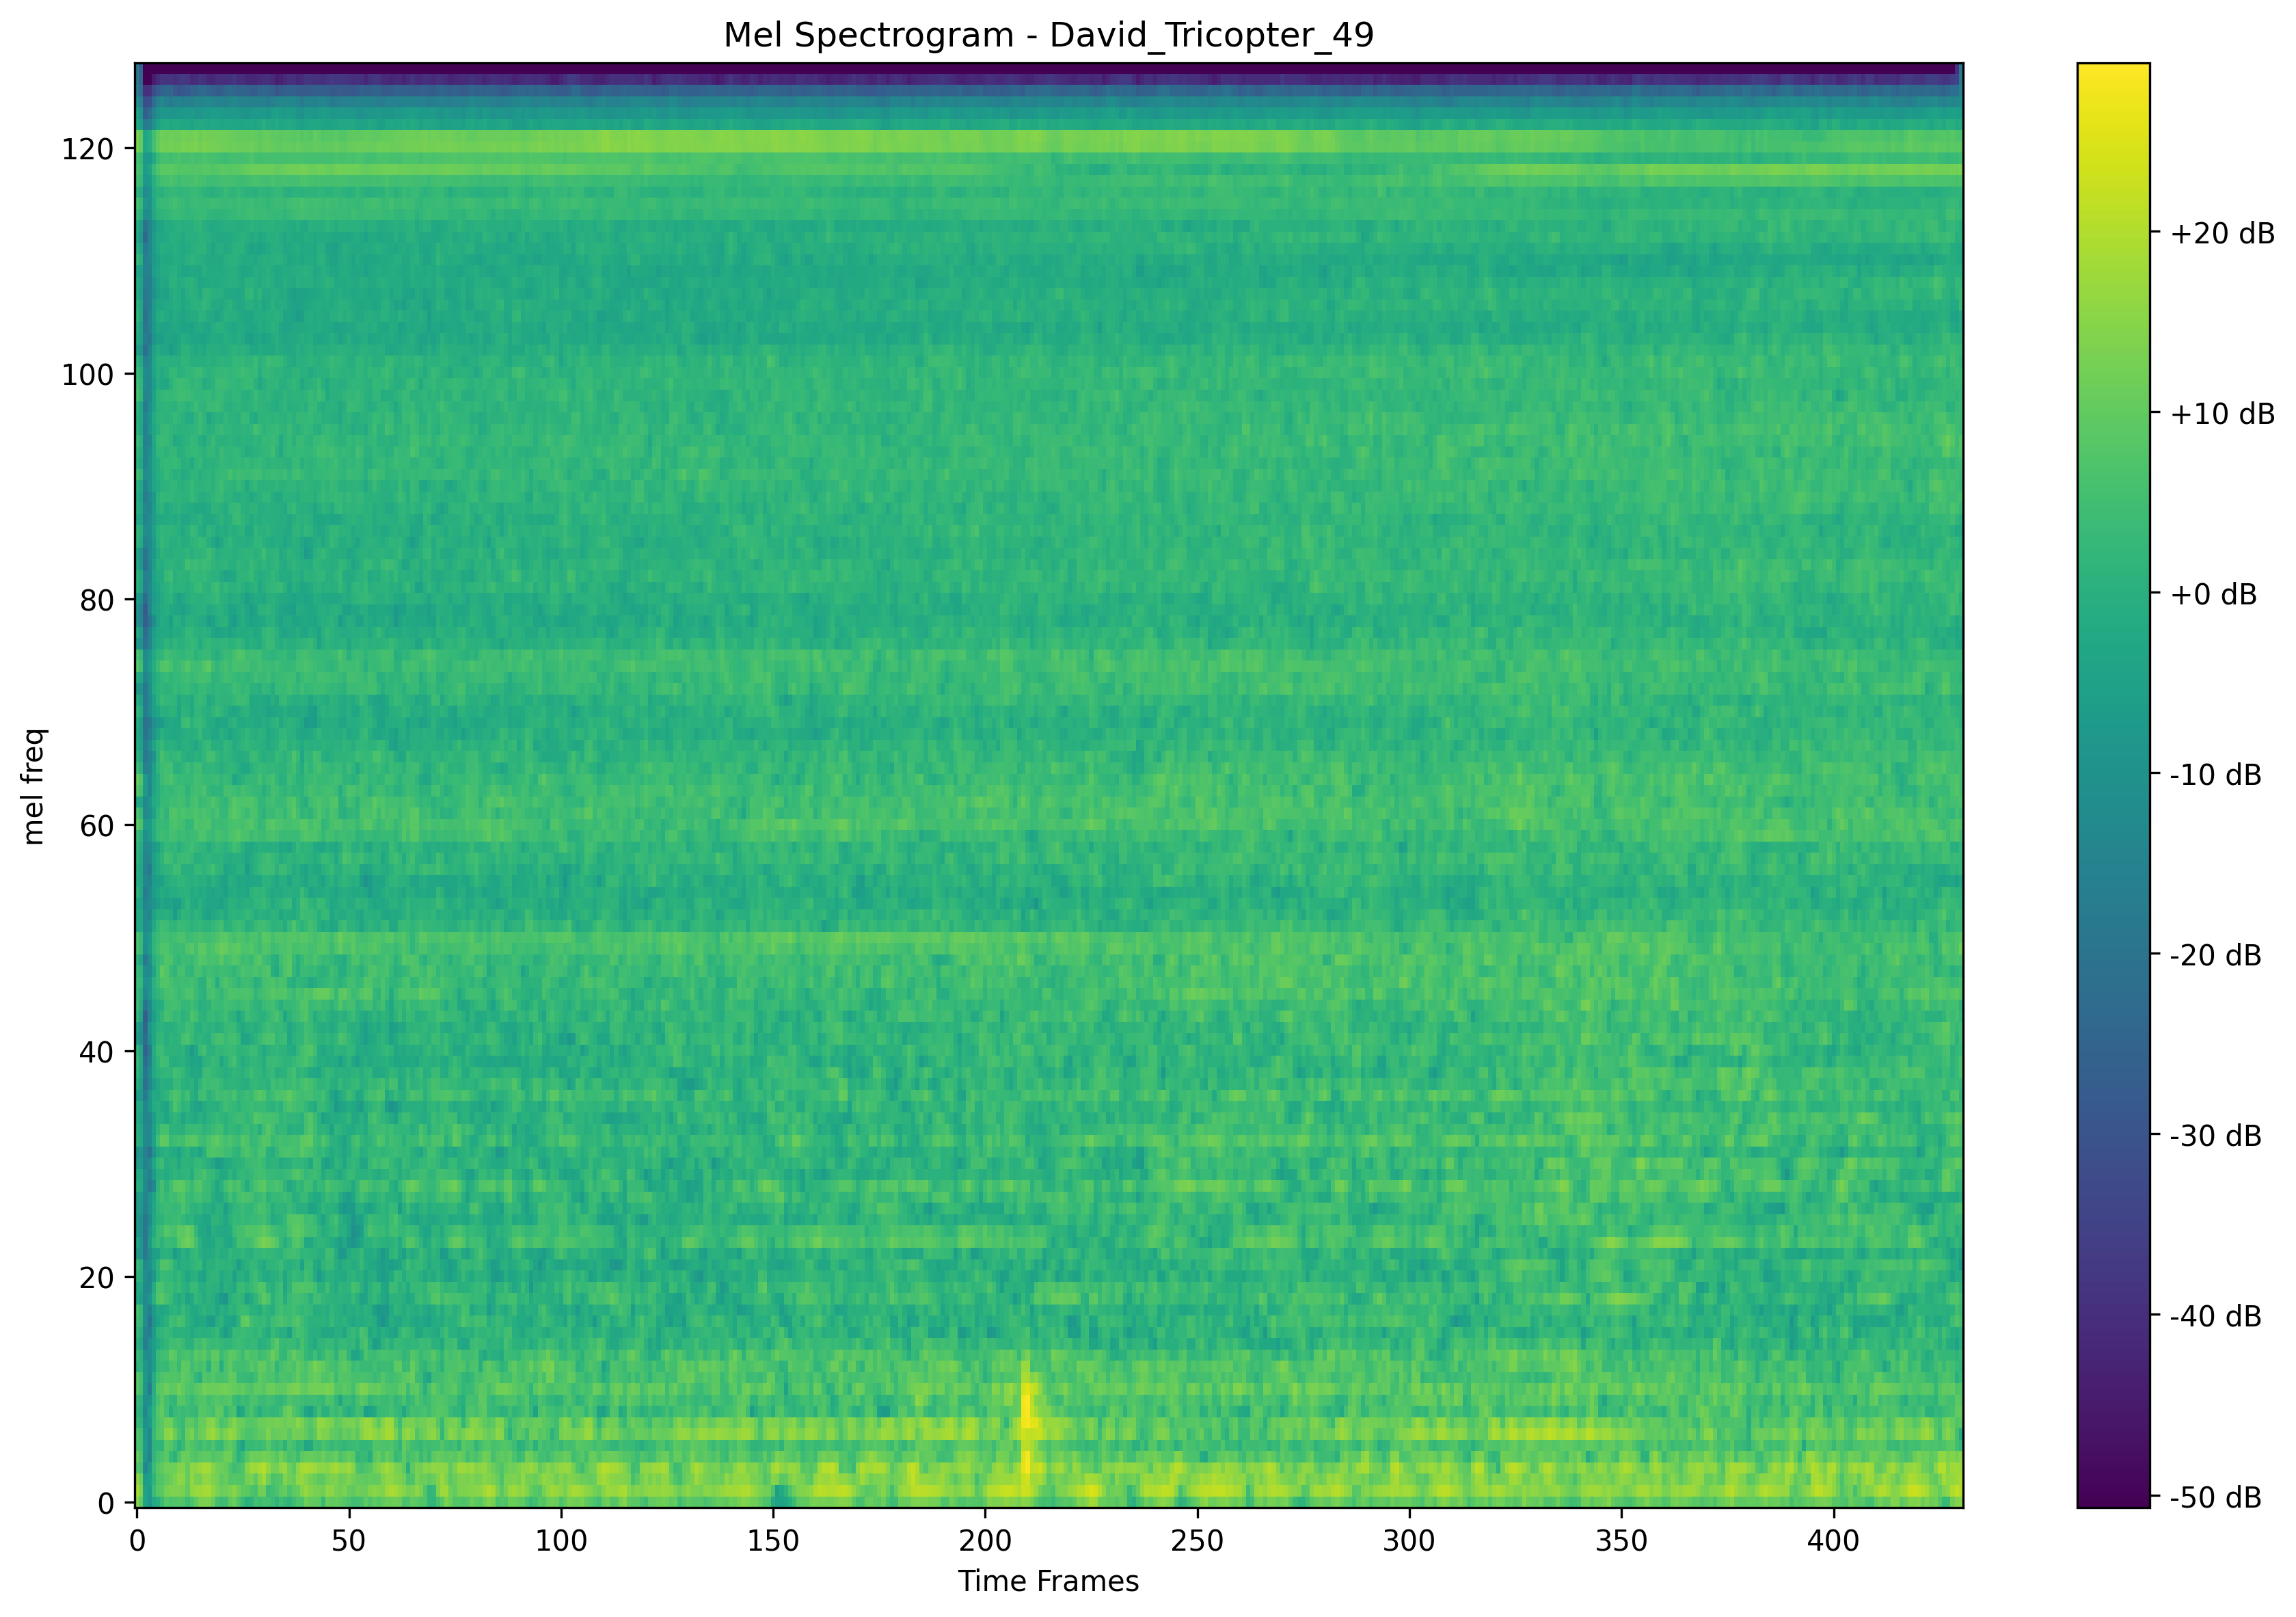 Mel Spectrogram - David_Tricopter_49
mel freq
120
100
80
60
40
20
0
0 50 100 150 200 250 300 350 400
Time Frames
+20 dB
+10 dB
+0 dB
-10 dB
-20 dB
-30 dB
-40 dB
-50 dB